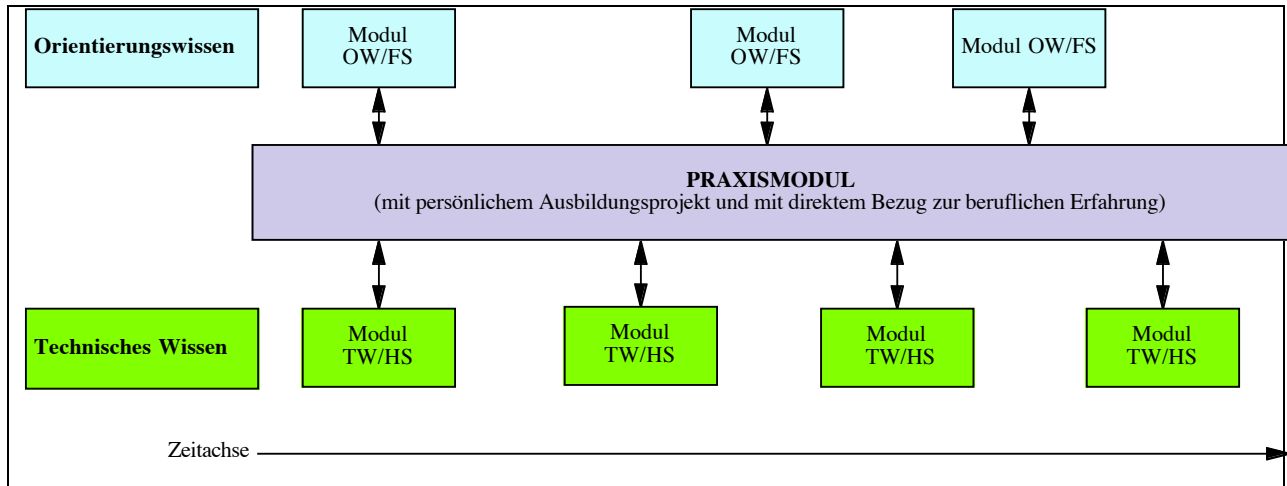 Orientierungswissen
Modul
OW/FS
Modul
OW/FS
Modul OW/FS
PRAXISMODUL
(mit persönlichem Ausbildungsprojekt und mit direktem Bezug zur beruflichen Erfahrung)
Technisches Wissen
Modul
TW/HS
Modul
TW/HS
Modul
TW/HS
Modul
TW/HS
Zeitachse